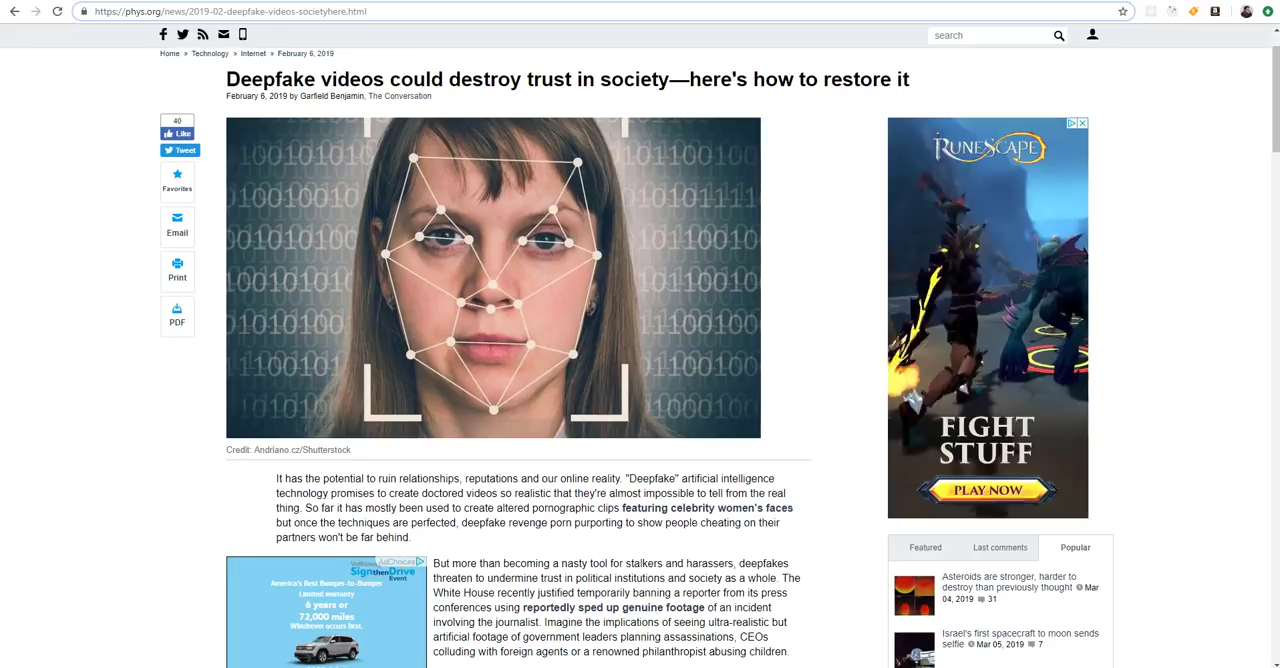 https://phys.org/news/2019-02-deepfake-videos-societyhere.html
search
Home » Technology » Internet » February 6, 2019
Deepfake videos could destroy trust in society—here's how to restore it
February 6, 2019 by Garfield Benjamin, The Conversation
40
Like
Tweet
Favorites
Email
Print
PDF
RUNESCAPE
FIGHT
STUFF
PLAY NOW
Credit: Andriano.cz/Shutterstock
It has the potential to ruin relationships, reputations and our online reality. "Deepfake" artificial intelligence
technology promises to create doctored videos so realistic that they're almost impossible to tell from the real
thing. So far it has mostly been used to create altered pornographic clips featuring celebrity women's faces
but once the techniques are perfected, deepfake revenge porn purporting to show people cheating on their
partners won't be far behind.
AdChoices
Sign then Drive
Event
America's Best Bumper-to-Bumper
Limited warranty
6 years or
72,000 miles
Whichever occurs first.
But more than becoming a nasty tool for stalkers and harassers, deepfakes
threaten to undermine trust in political institutions and society as a whole. The
White House recently justified temporarily banning a reporter from its press
conferences using reportedly sped up genuine footage of an incident
involving the journalist. Imagine the implications of seeing ultra-realistic but
artificial footage of government leaders planning assassinations, CEOs
colluding with foreign agents or a renowned philanthropist abusing children.
Featured
Last comments
Popular
Asteroids are stronger, harder to
destroy than previously thought Mar
04, 2019 31
Israel's first spacecraft to moon sends
selfie Mar 05, 2019 7